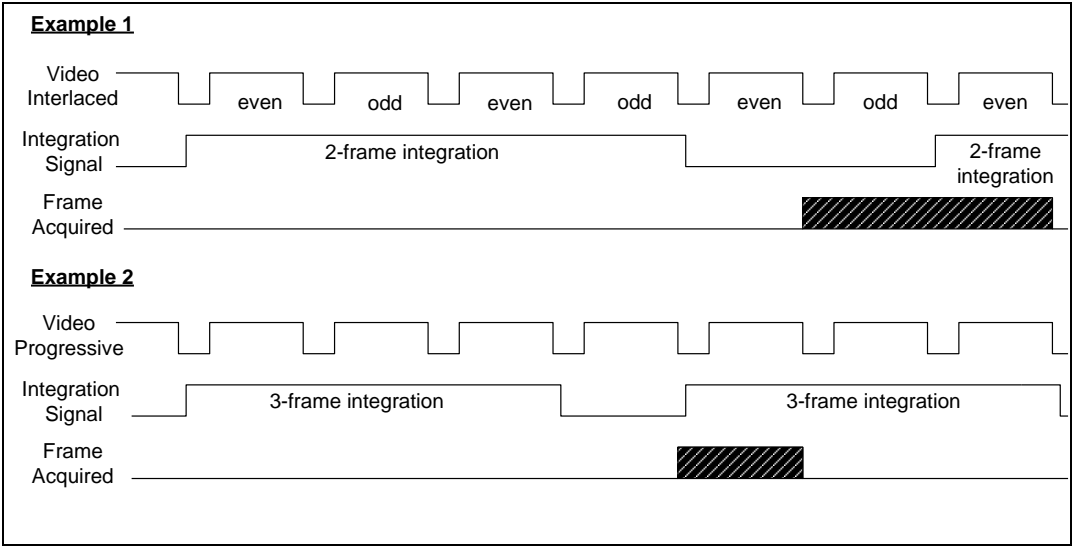 Example 1
Video
Interlaced
even odd even odd even odd even
Integration
Signal
2-frame integration
2-frame
integration
Frame
Acquired
Example 2
Video
Progressive
Integration
Signal
3-frame integration 3-frame integration
Frame
Acquired